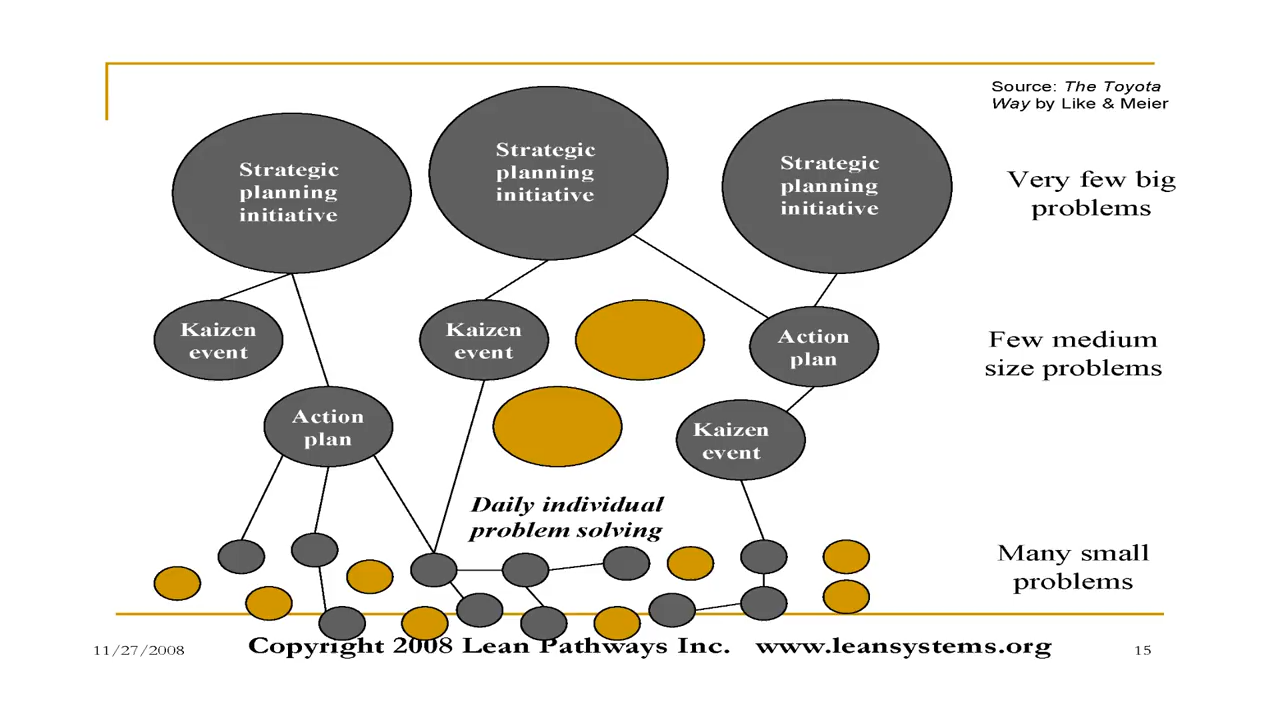 Source: The Toyota
Way by Like & Meier
Strategic
planning
initiative
Strategic
planning
initiative
Strategic
planning
initiative
Very few big
problems
Kaizen
event
Kaizen
event
Action
plan
Few medium
size problems
Action
plan
Kaizen
event
Daily individual
problem solving
Many small
problems
11/27/2008
Copyright 2008 Lean Pathways Inc. www.leansystems.org
15